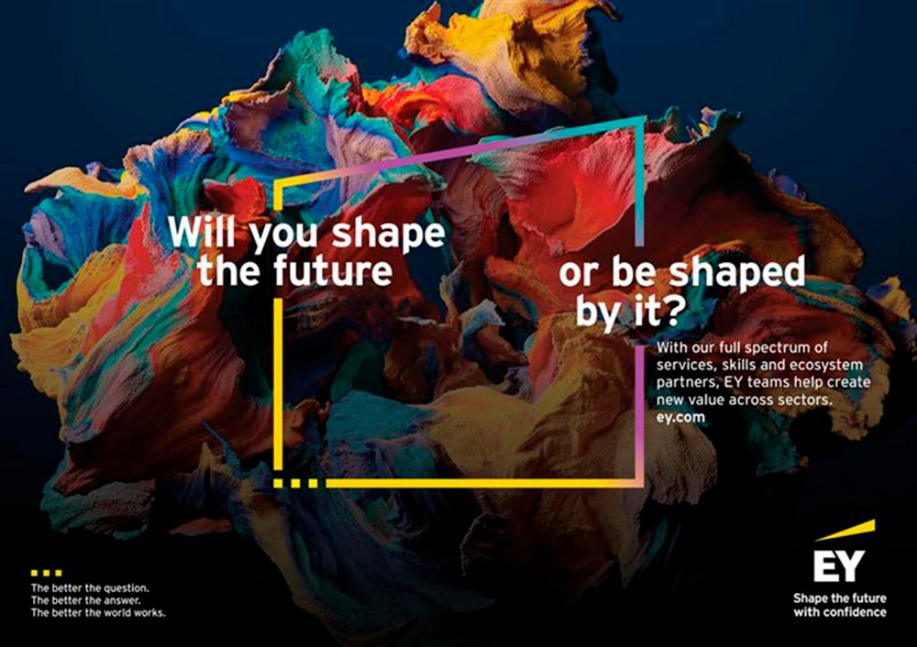 Will you shape
the future
or be shaped
by it?
With our full spectrum of
services, skills and ecosystem
partners, EY teams help create
new value across sectors.
ey.com
The better the question.
The better the answer.
The better the world works.
EY
Shape the future
with confidence